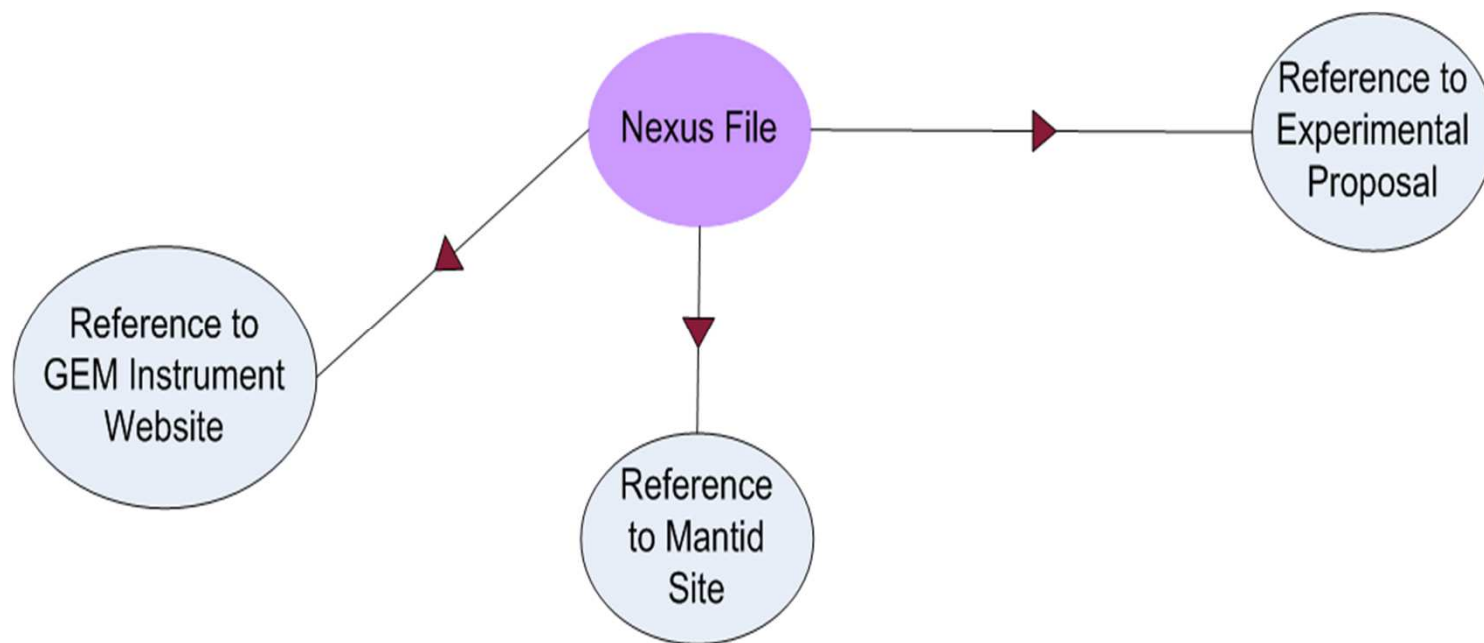 Nexus File
Reference to
Experimental
Proposal
Reference to
GEM Instrument
Website
Reference
to Mantid
Site